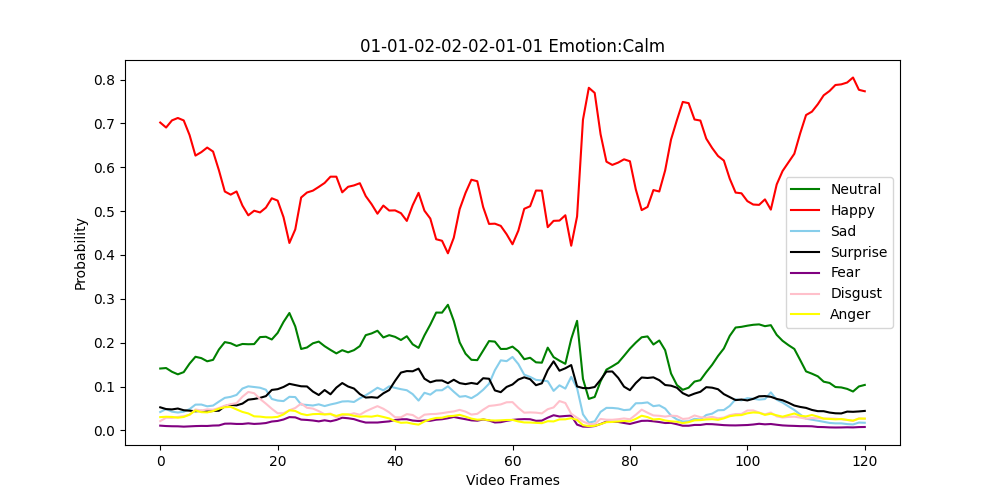 01-01-02-02-02-01-01 Emotion:Calm
0.8
0.7
0.6
0.5
0.4
0.3
0.2
0.1
0.0
Probability
Neutral
Happy
Sad
Surprise
Fear
Disgust
Anger
0 20 40 60 80 100 120
Video Frames